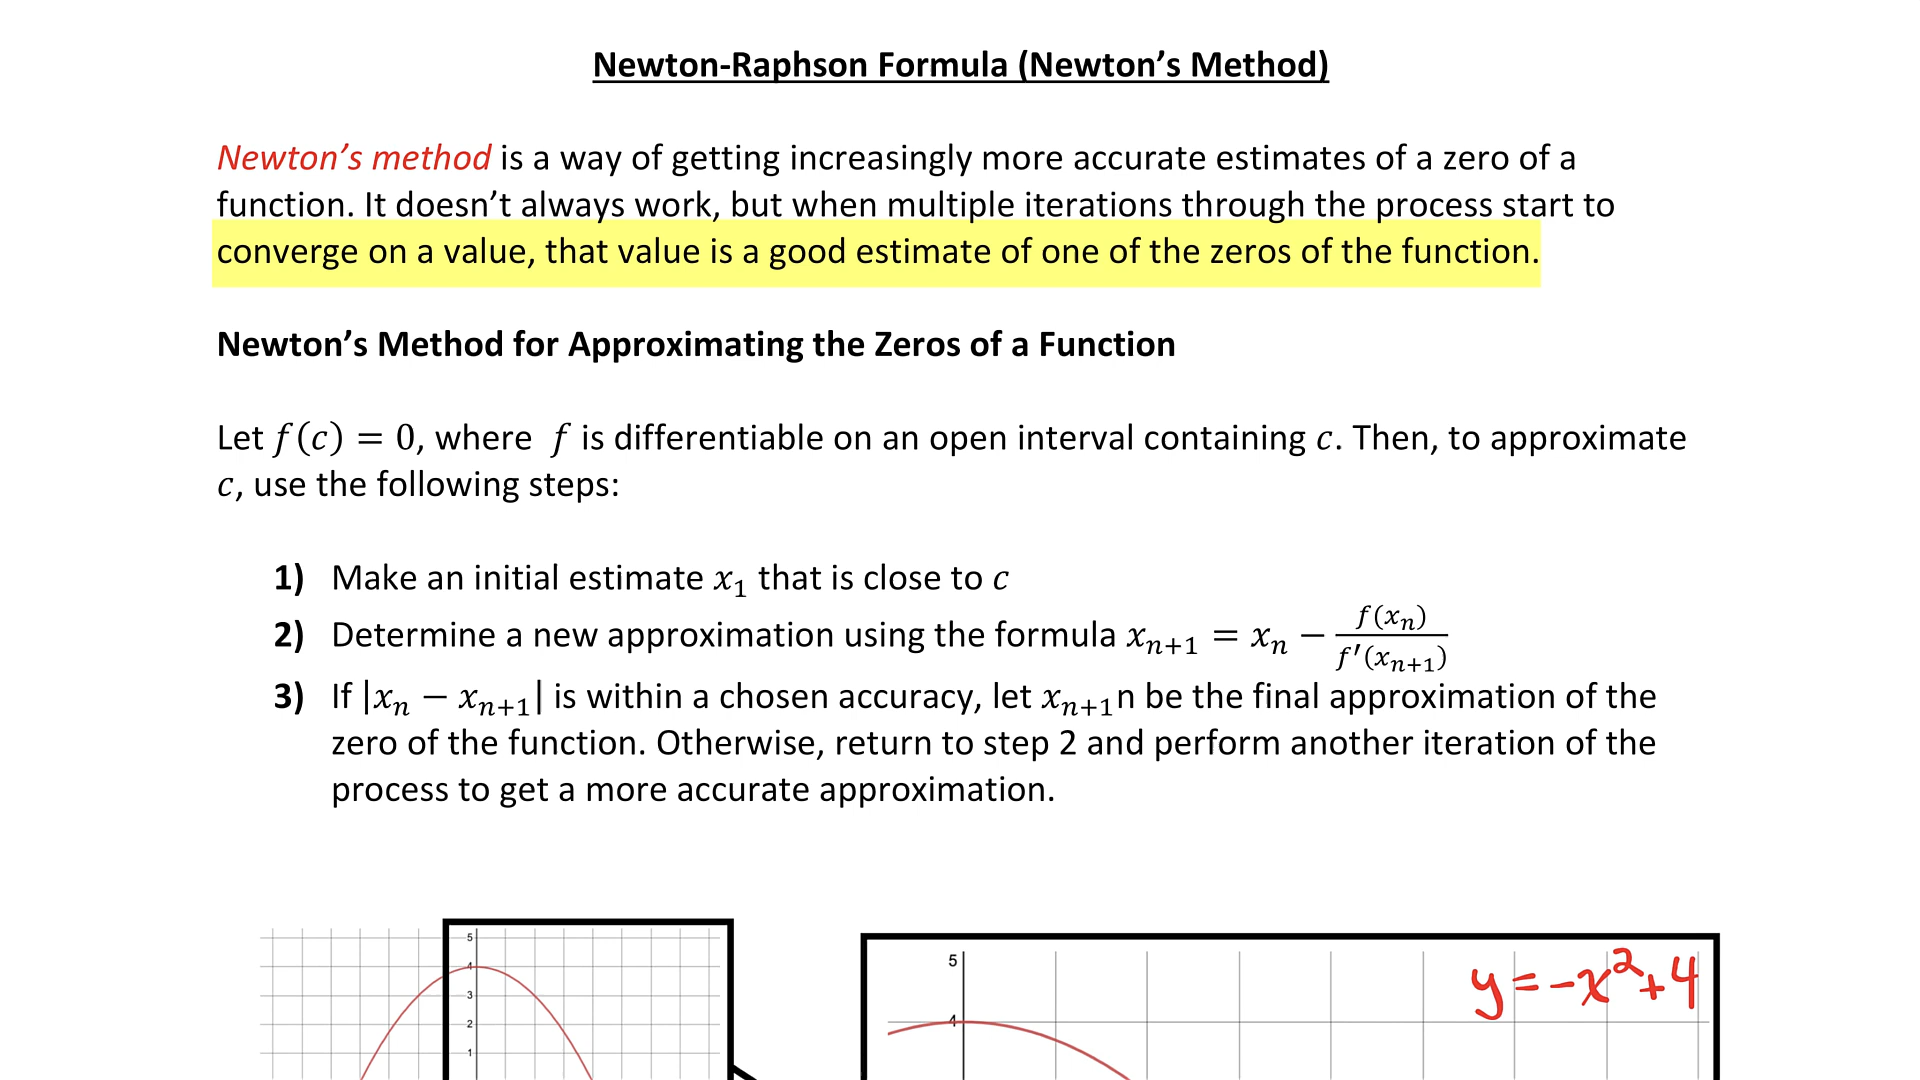 Newton-Raphson Formula (Newton’s Method)
Newton’s method is a way of getting increasingly more accurate estimates of a zero of a
function. It doesn’t always work, but when multiple iterations through the process start to
converge on a value, that value is a good estimate of one of the zeros of the function.
Newton’s Method for Approximating the Zeros of a Function
Let f(c) = 0, where f is differentiable on an open interval containing c. Then, to approximate
c, use the following steps:
1) Make an initial estimate x₁ that is close to c
2) Determine a new approximation using the formula xₙ₊₁ = xₙ − f(xₙ)/f′(xₙ₊₁)
3) If |xₙ − xₙ₊₁| is within a chosen accuracy, let xₙ₊₁n be the final approximation of the
zero of the function. Otherwise, return to step 2 and perform another iteration of the
process to get a more accurate approximation.
5
4
3
2
1
5
4
y=-x²+4